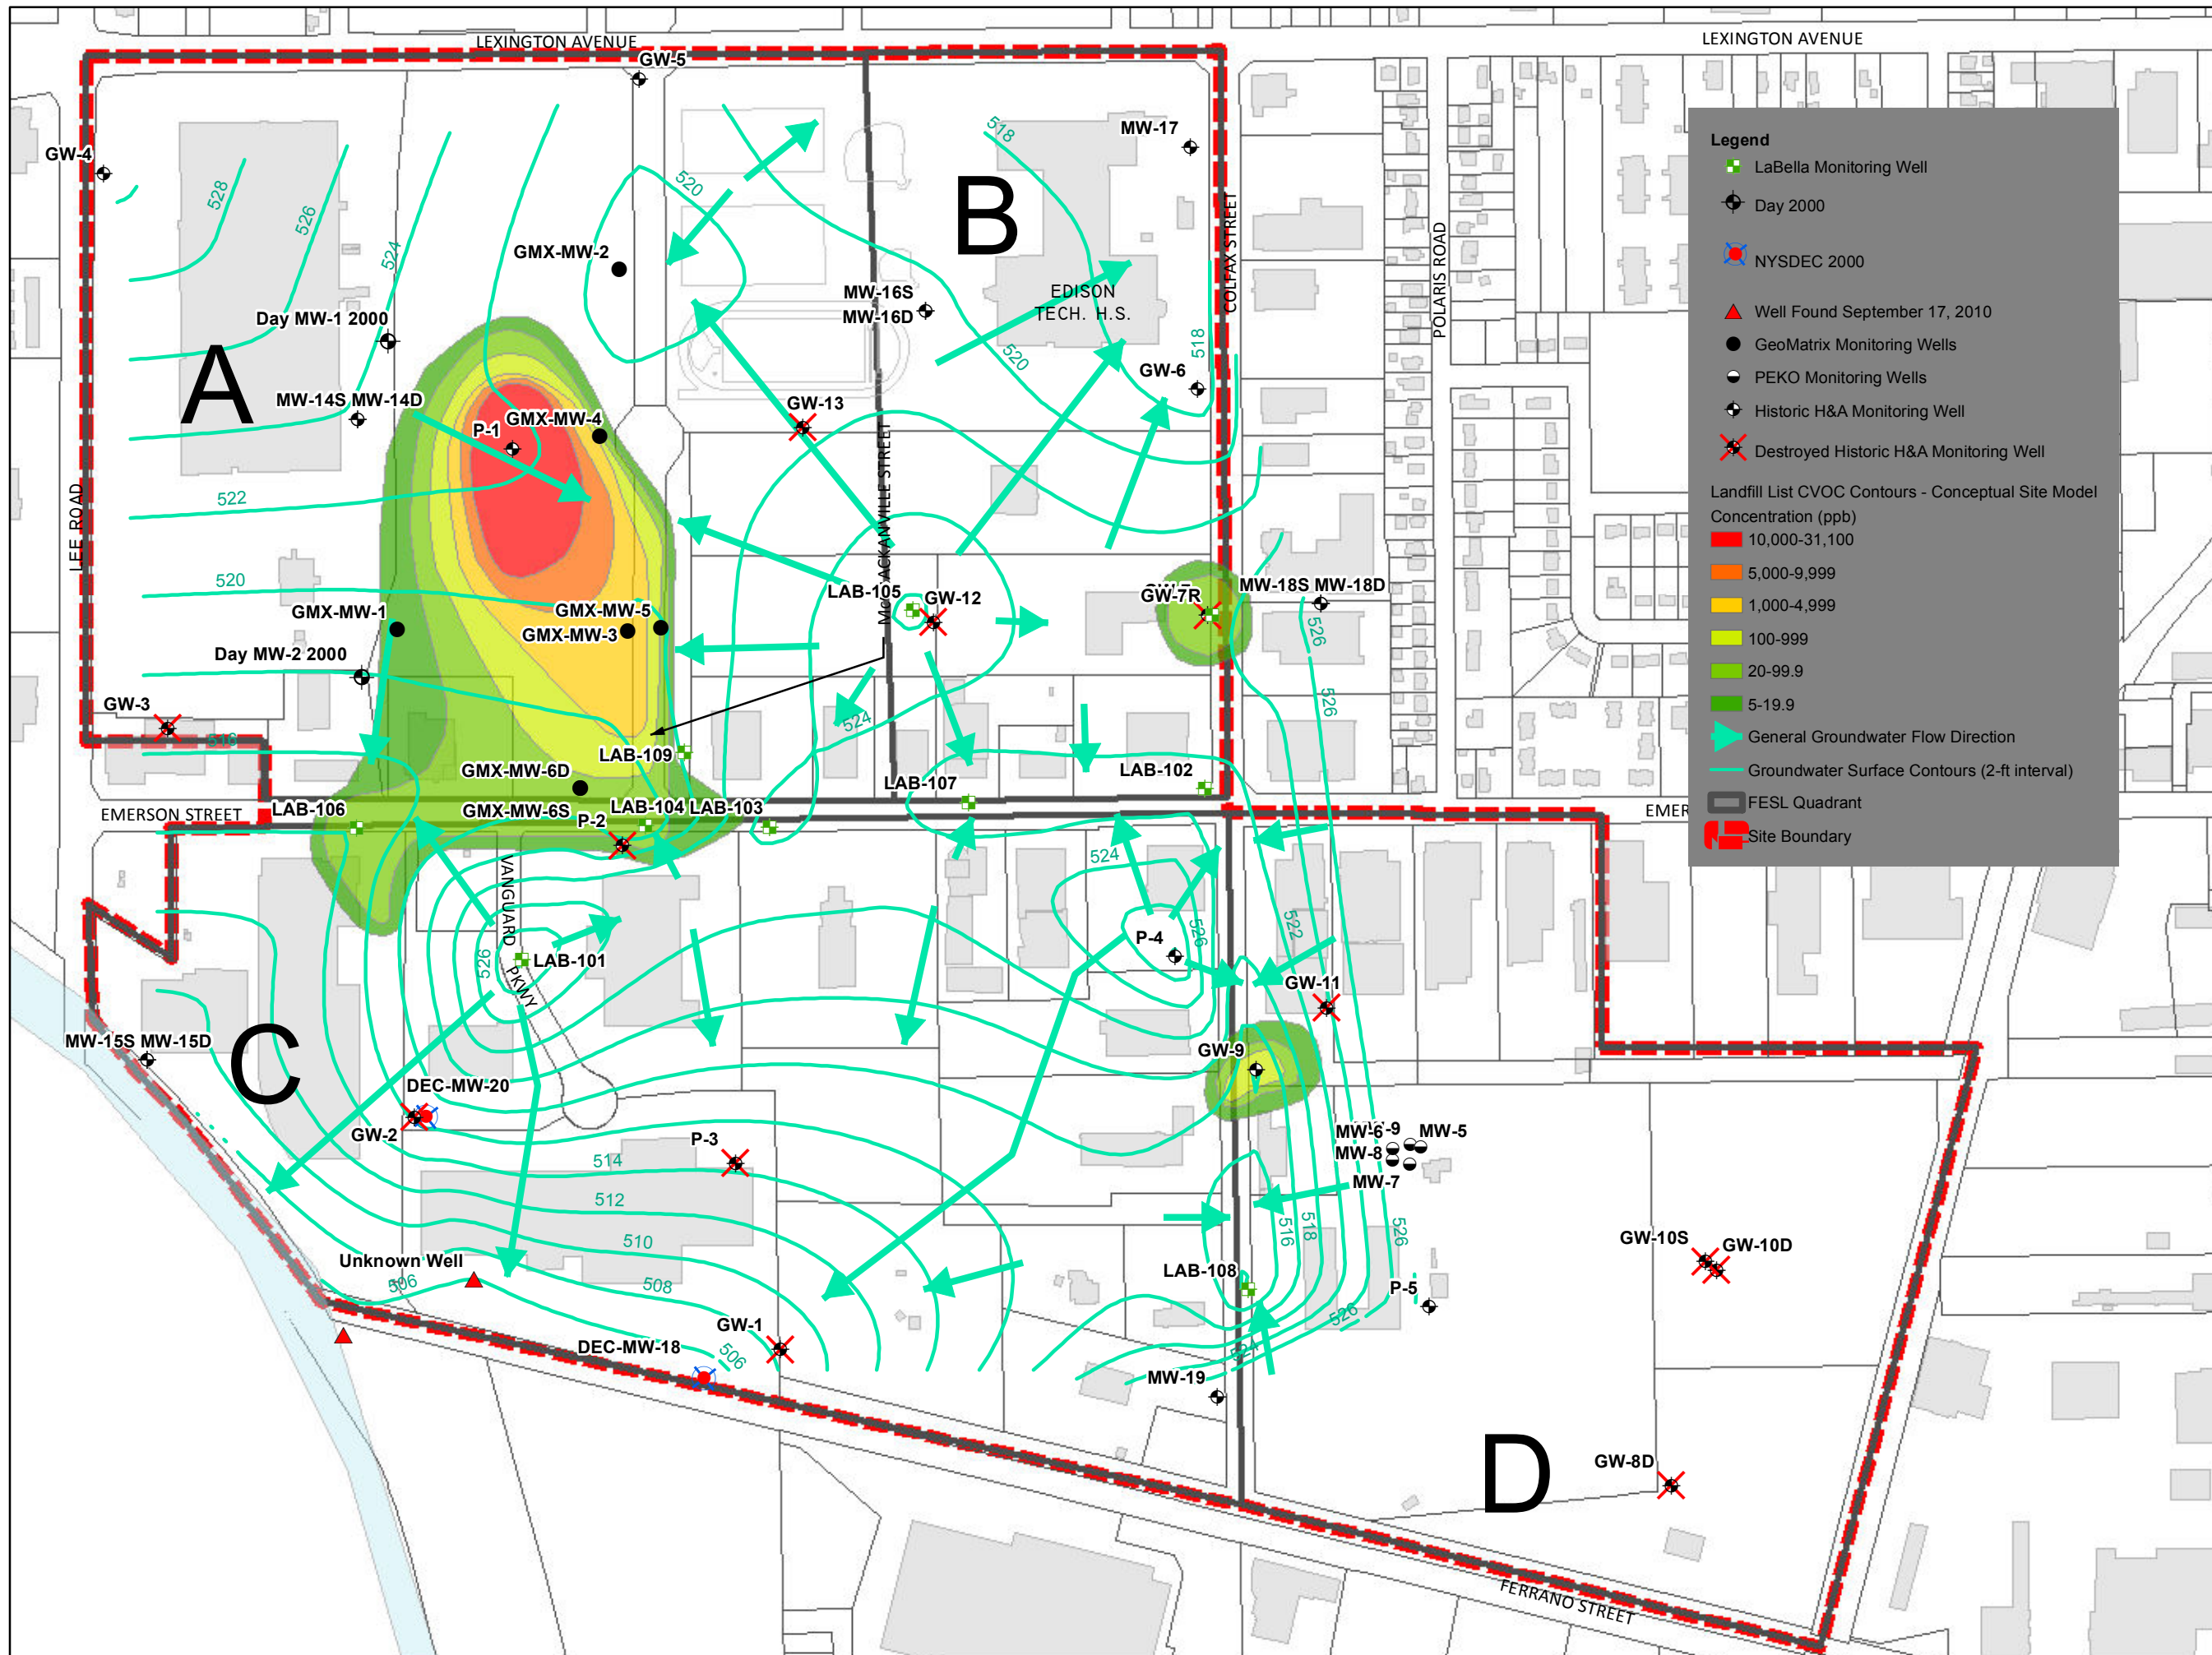 LEXINGTON AVENUE
LEXINGTON AVENUE
GW-5
GW-4
MW-17
518
520
528
526
524
B
GMX-MW-2
COLFAX STREET
POLARIS ROAD
MW-16S
MW-16D
EDISON
TECH. H.S.
Day MW-1 2000
A
520
518
GW-6
MW-14S MW-14D
GMX-MW-4
P-1
GW-13
LEE ROAD
522
520
LAB-105
GW-12
GW-7R
MW-18S MW-18D
526
GMX-MW-1
GMX-MW-5
GMX-MW-3
Day MW-2 2000
526
GW-3
518
524
LAB-109
GMX-MW-6D
LAB-107
LAB-102
EMERSON STREET
LAB-106
GMX-MW-6S
LAB-104
LAB-103
P-2
EMER
VANGUARD
PKWY
524
526
522
P-4
526
LAB-101
GW-11
C
MW-15S MW-15D
GW-9
DEC-MW-20
GW-2
P-3
514
MW-6
-9
MW-5
MW-8
MW-7
512
510
516
518
526
GW-10S
GW-10D
Unknown Well
506
508
LAB-108
P-5
526
524
GW-1
DEC-MW-18
506
MW-19
D
GW-8D
FERRANO STREET
Legend
LaBella Monitoring Well
Day 2000
NYSDEC 2000
Well Found September 17, 2010
GeoMatrix Monitoring Wells
PEKO Monitoring Wells
Historic H&A Monitoring Well
Destroyed Historic H&A Monitoring Well
Landfill List CVOC Contours - Conceptual Site Model
Concentration (ppb)
10,000-31,100
5,000-9,999
1,000-4,999
100-999
20-99.9
5-19.9
General Groundwater Flow Direction
Groundwater Surface Contours (2-ft interval)
FESL Quadrant
Site Boundary